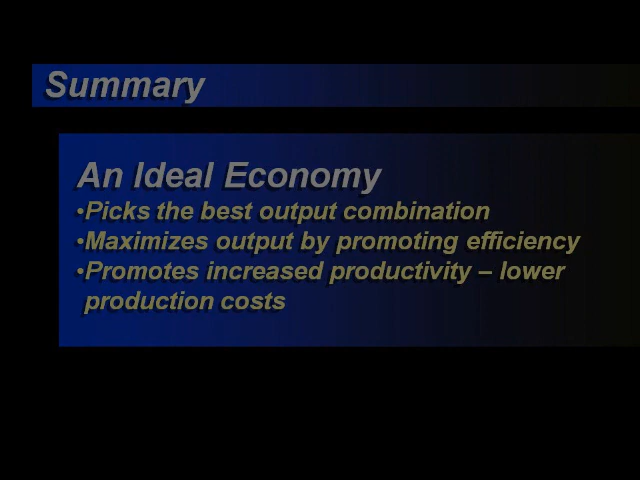 Summary
An Ideal Economy
•Picks the best output combination
•Maximizes output by promoting efficiency
•Promotes increased productivity – lower
production costs